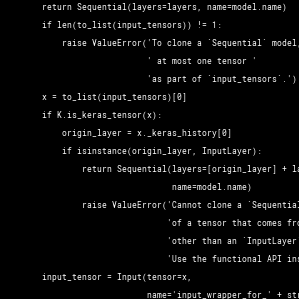 return Sequential(layers=layers, name=model.name)
if len(to_list(input_tensors)) != 1:
raise ValueError('To clone a `Sequential` model,
' at most one tensor '
'as part of `input_tensors`.')
x = to_list(input_tensors)[0]
if K.is_keras_tensor(x):
origin_layer = x._keras_history[0]
if isinstance(origin_layer, InputLayer):
return Sequential(layers=[origin_layer] + la
name=model.name)
raise ValueError('Cannot clone a `Sequential
'of a tensor that comes fro
'other than an `InputLayer
'Use the functional API ins
input_tensor = Input(tensor=x,
name='input_wrapper_for_' + str